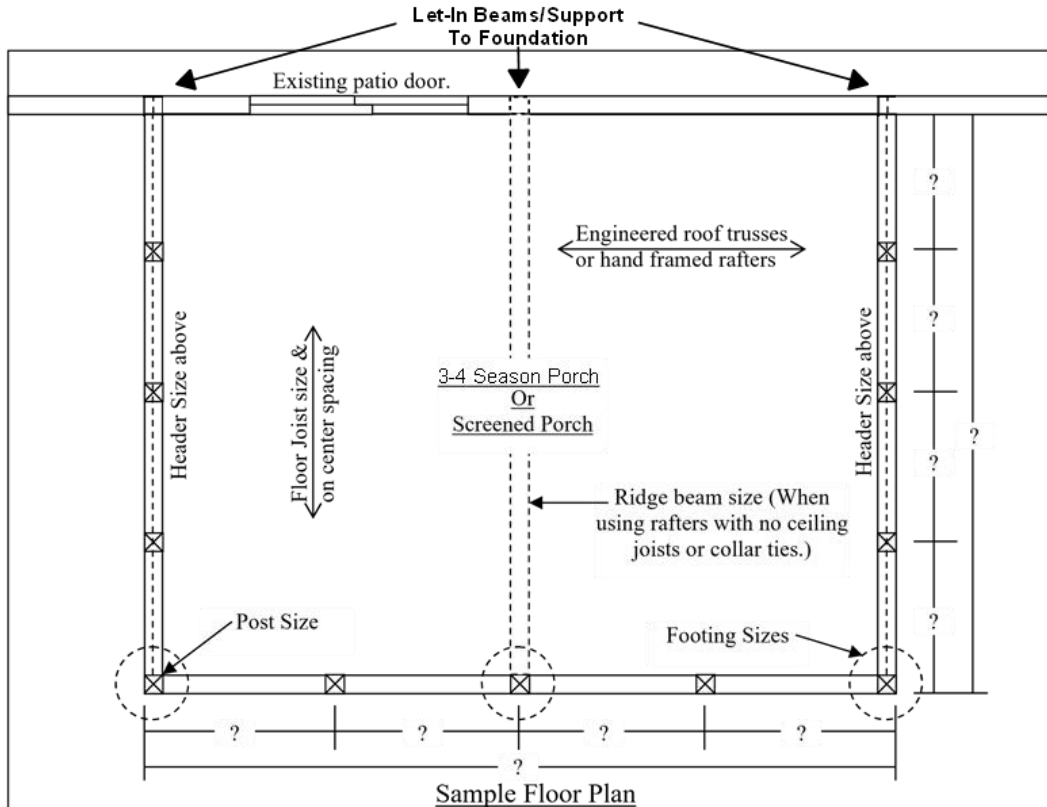 Let-In Beams/Support
To Foundation
Existing patio door.
Engineered roof trusses
or hand framed rafters
?
?
?
?
?
Header Size above
Floor Joist size &
on center spacing
3-4 Season Porch
Or
Screened Porch
Header Size above
Ridge beam size (When
using rafters with no ceiling
joists or collar ties.)
Post Size
Footing Sizes
?
?
?
?
?
Sample Floor Plan